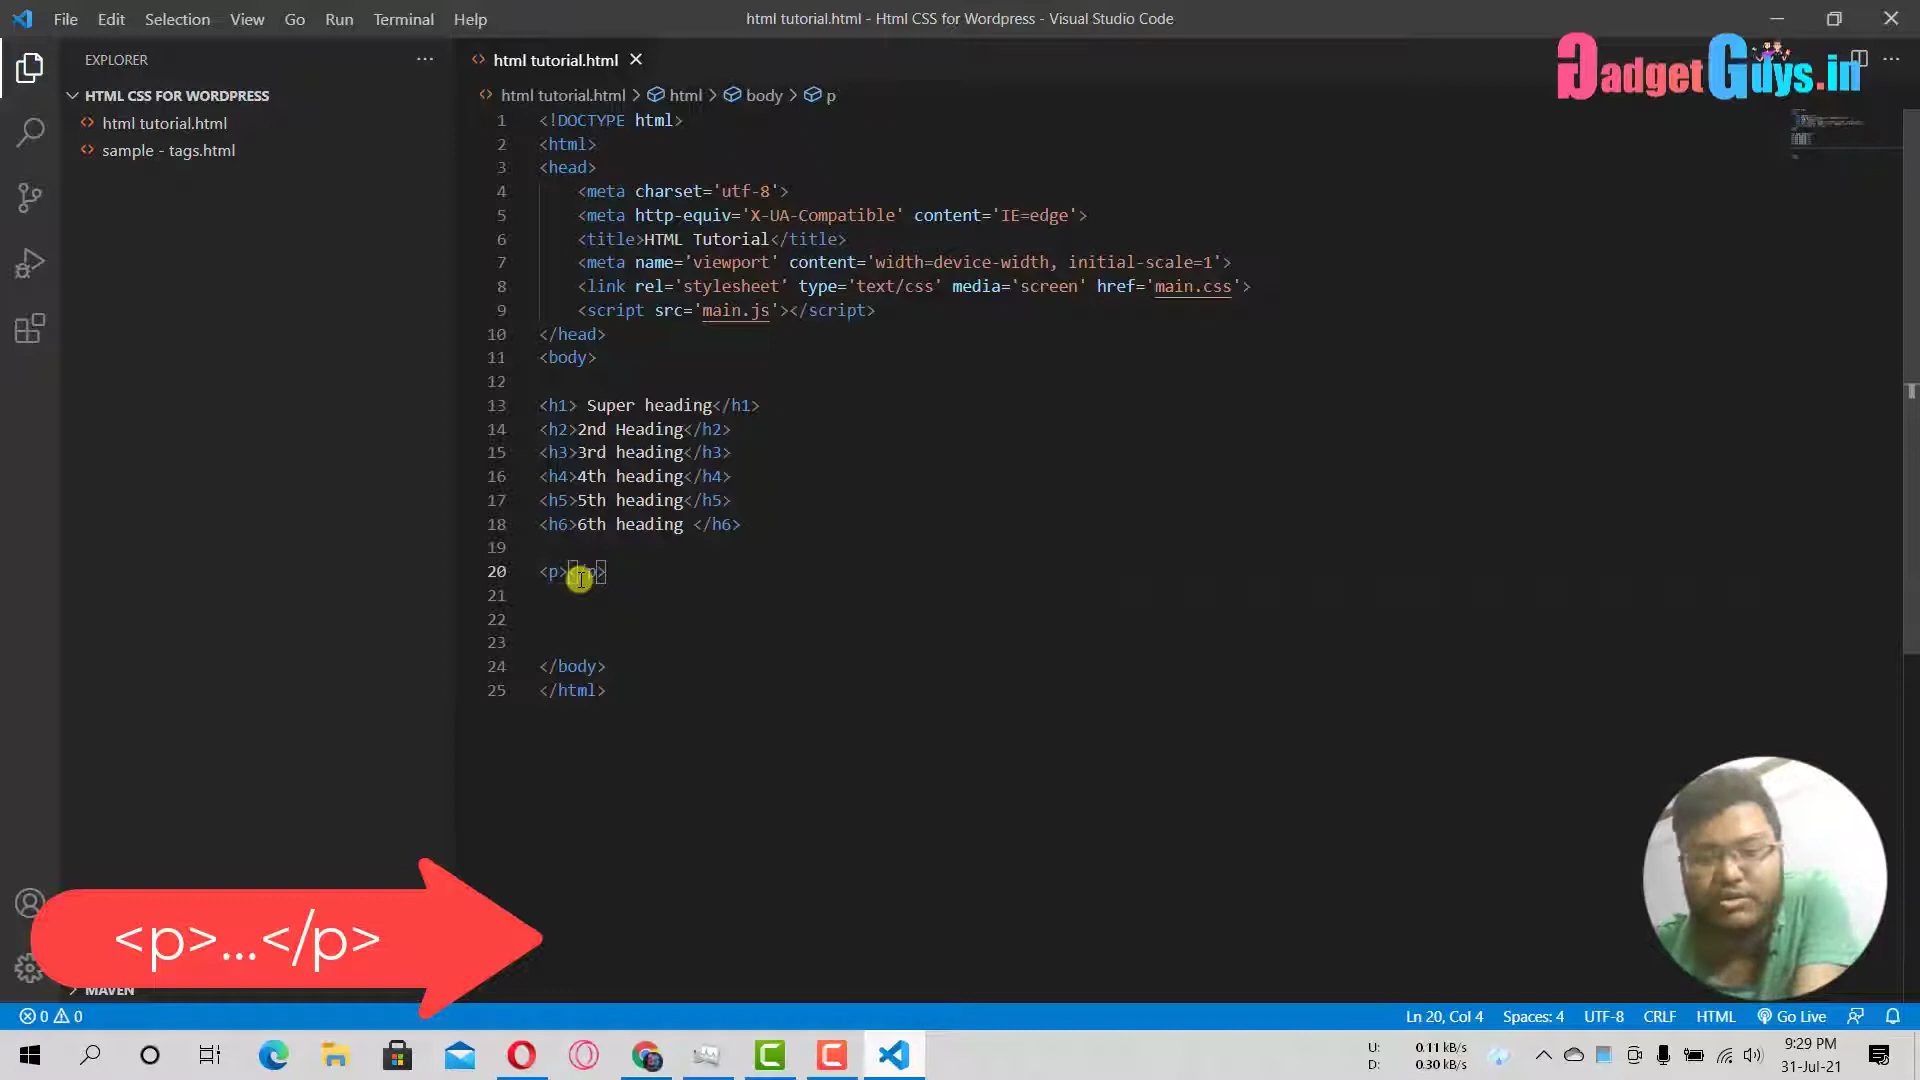 File Edit Selection View Go Run Terminal Help
html tutorial.html - Html CSS for Wordpress - Visual Studio Code
EXPLORER
html tutorial.html
GadgetGuys.in
HTML CSS FOR WORDPRESS
html tutorial.html > html > body > p
html tutorial.html
sample - tags.html
1 <!DOCTYPE html>
2 <html>
3 <head>
4 <meta charset='utf-8'>
5 <meta http-equiv='X-UA-Compatible' content='IE=edge'>
6 <title>HTML Tutorial</title>
7 <meta name='viewport' content='width=device-width, initial-scale=1'>
8 <link rel='stylesheet' type='text/css' media='screen' href='main.css'>
9 <script src='main.js'></script>
10 </head>
11 <body>
12
13 <h1> Super heading</h1>
14 <h2>2nd Heading</h2>
15 <h3>3rd heading</h3>
16 <h4>4th heading</h4>
17 <h5>5th heading</h5>
18 <h6>6th heading </h6>
19
20 <p></p>
21
22
23
24 </body>
25 </html>
<p>...</p>
MAVEN
0 0
Ln 20, Col 4 Spaces: 4 UTF-8 CRLF HTML Go Live
U: 0.11 kB/s
D: 0.30 kB/s
9:29 PM
31-Jul-21